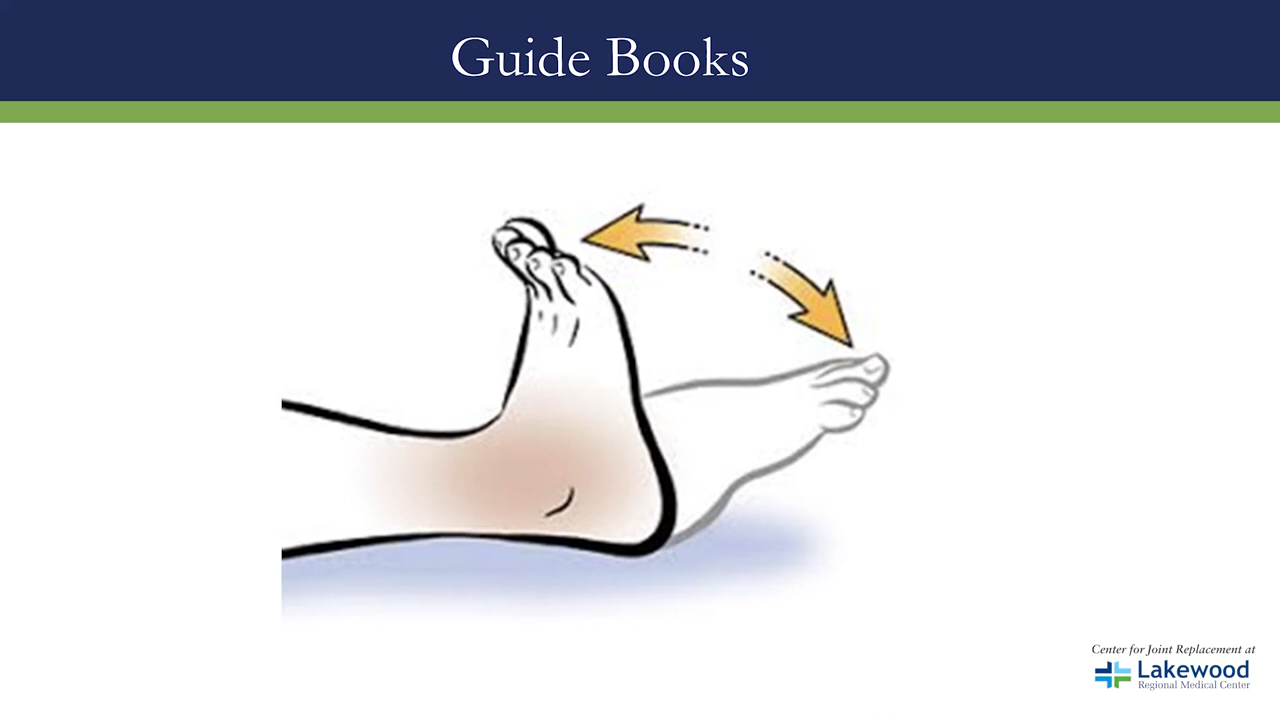 Guide Books
Center for Joint Replacement at
Lakewood
Regional Medical Center